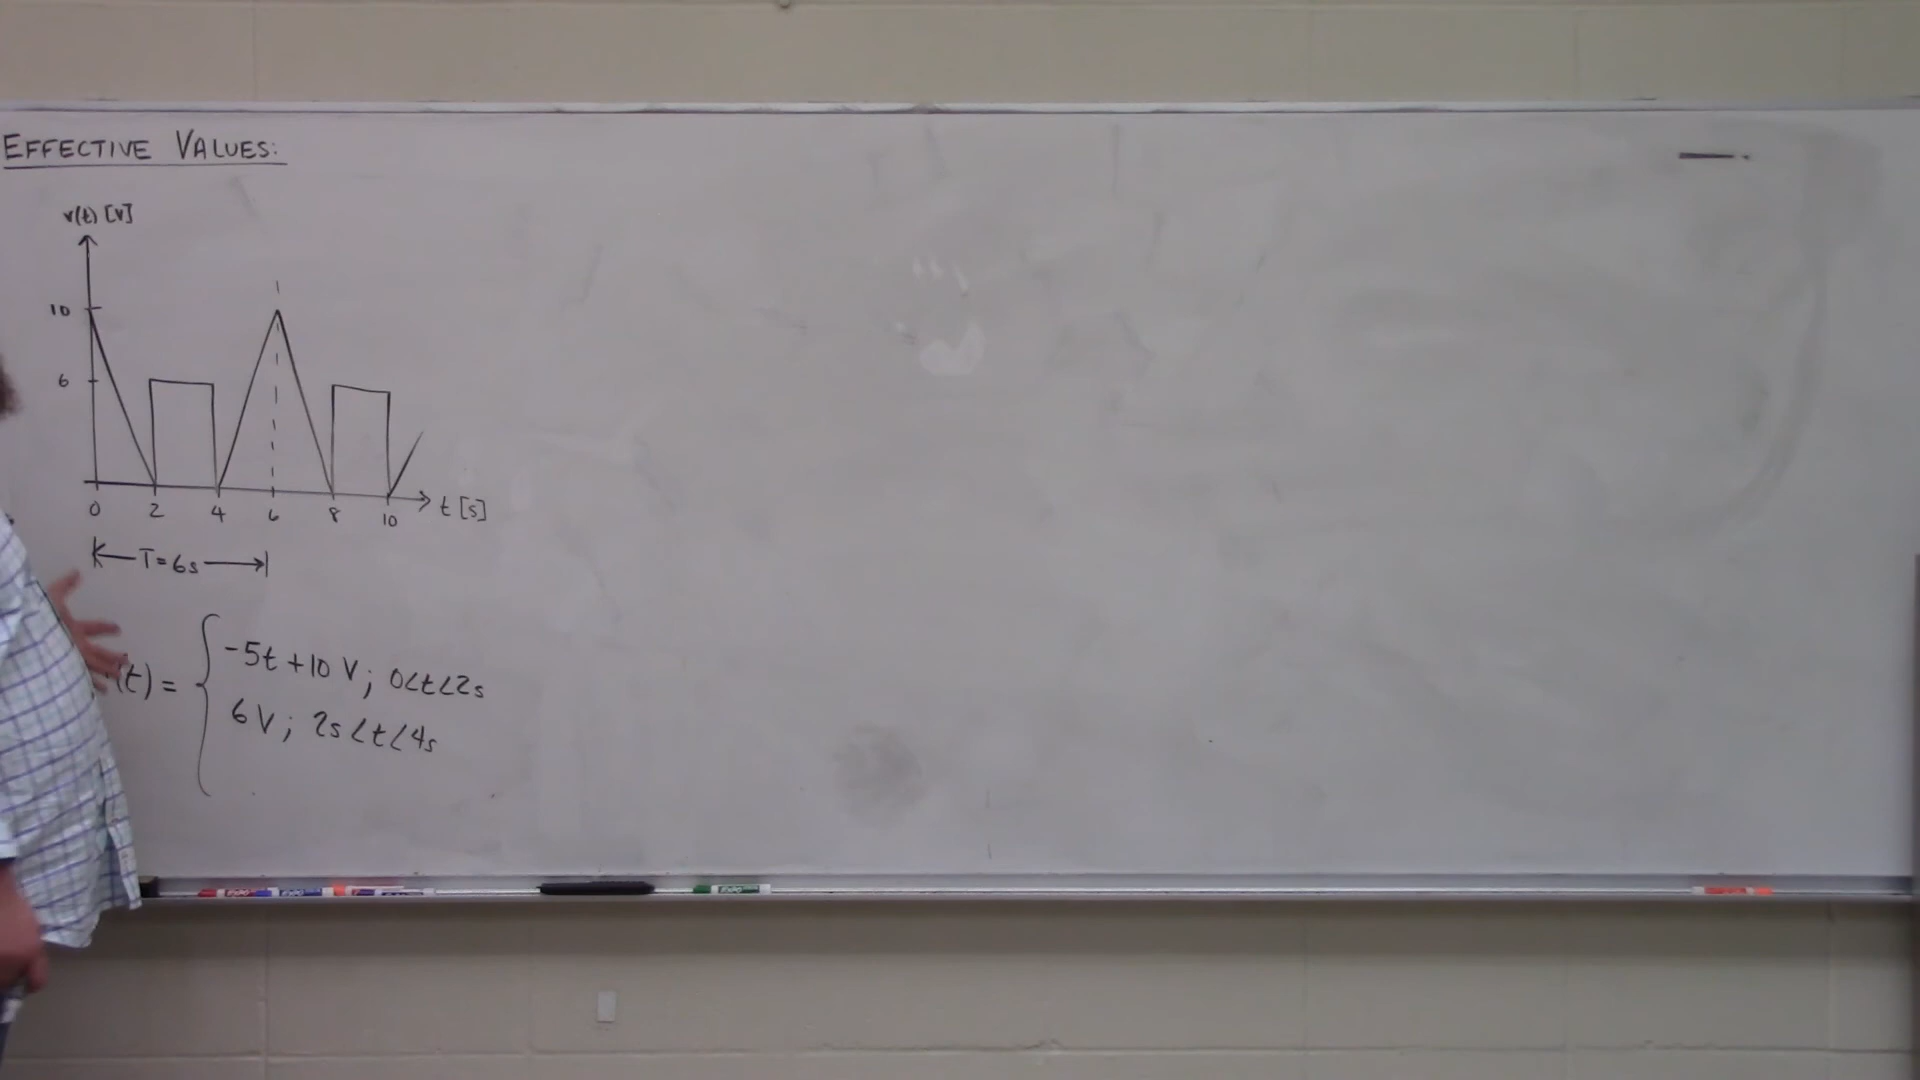 EFFECTIVE VALUES:
v(t) [V]
10
6
0 2 4 6 8 10 t [s]
T=6s
(t) = -5t+10 V; 0<t<2s
6 V; 2s<t<4s